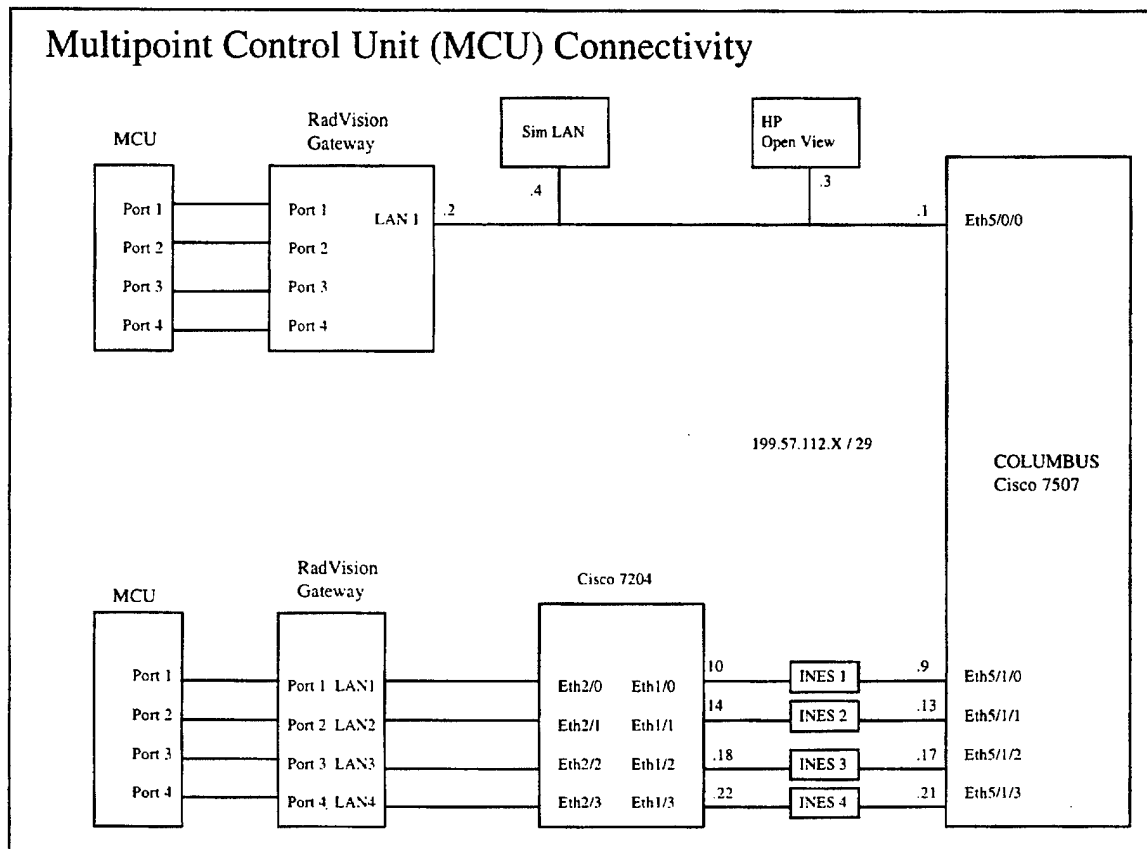 Multipoint Control Unit (MCU) Connectivity
MCU
RadVision
Gateway
Sim LAN
HP
Open View
.4
.3
Port 1
Port 2
Port 3
Port 4
Port 1
Port 2
Port 3
Port 4
LAN 1
.2
.1
Eth5/0/0
199.57.112.X / 29
COLUMBUS
Cisco 7507
MCU
RadVision
Gateway
Cisco 7204
Port 1
Port 2
Port 3
Port 4
Port 1 LAN1
Port 2 LAN2
Port 3 LAN3
Port 4 LAN4
Eth2/0 Eth1/0
Eth2/1 Eth1/1
Eth2/2 Eth1/2
Eth2/3 Eth1/3
10
14
.18
.22
INES 1
INES 2
INES 3
INES 4
.9
.13
.17
.21
Eth5/1/0
Eth5/1/1
Eth5/1/2
Eth5/1/3